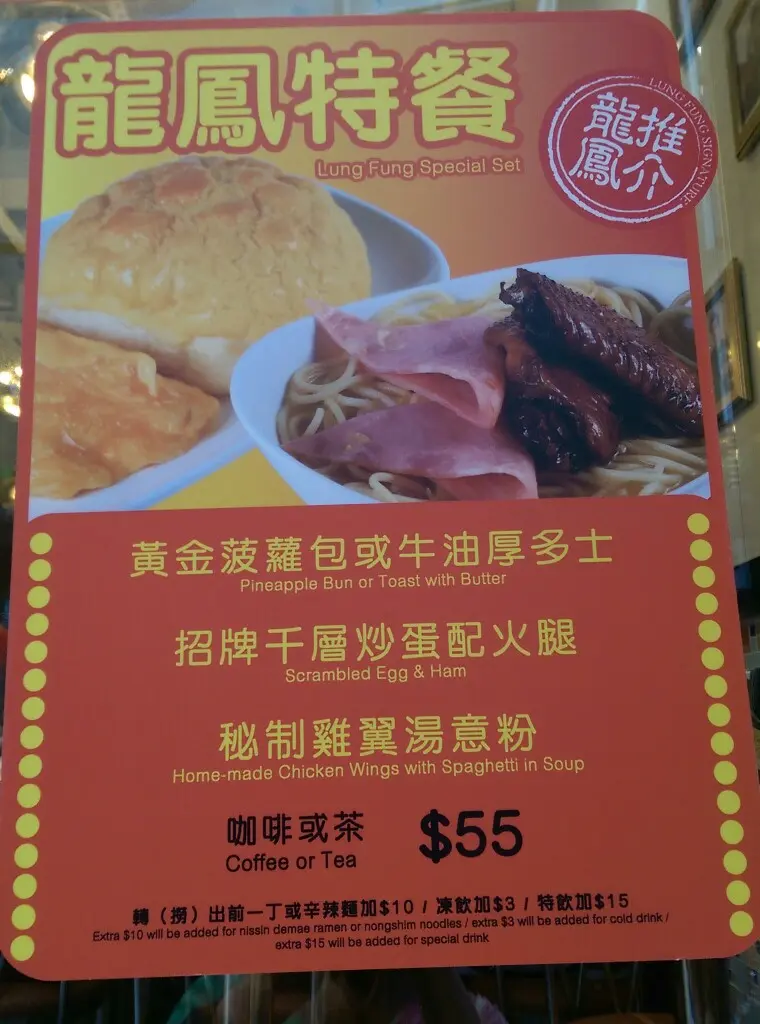 龍鳳特餐
Lung Fung Special Set
LUNG FUNG SIGNATURE
龍鳳推介
黃金菠蘿包或牛油厚多士
Pineapple Bun or Toast with Butter
招牌千層炒蛋配火腿
Scrambled Egg & Ham
秘制雞翼湯意粉
Home-made Chicken Wings with Spaghetti in Soup
咖啡或茶 $55
Coffee or Tea
轉（撈）出前一丁或辛辣麵加$10 / 凍飲加$3 / 特飲加$15
Extra $10 will be added for nissin demae ramen or nongshim noodles / extra $3 will be added for cold drink /
extra $15 will be added for special drink